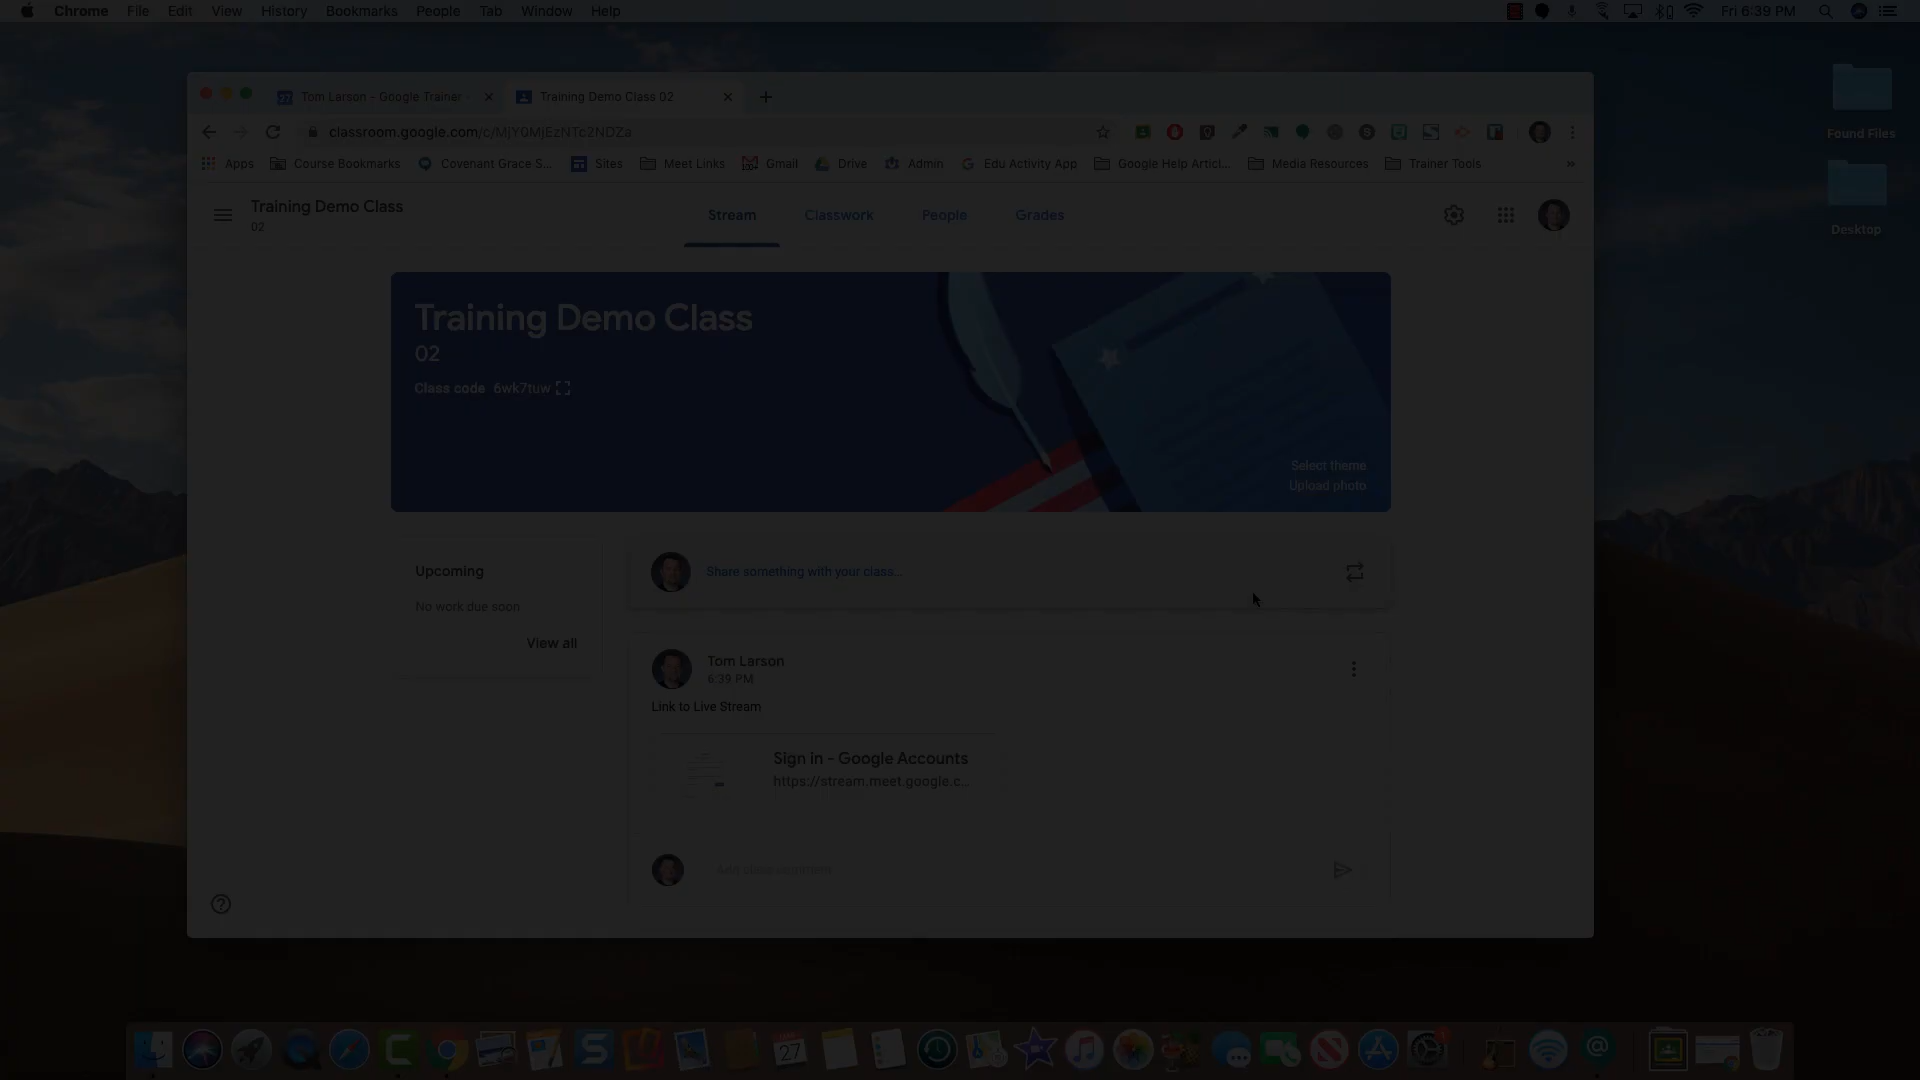 Chrome File Edit View History Bookmarks People Tab Window Help Fri 6:39 PM
Found Files
Desktop
Tom Larson - Google Trainer
Training Demo Class 02
classroom.google.com/c/MjY0MjEzNTc2NDZa
Apps Course Bookmarks Covenant Grace S... Sites Meet Links Gmail Drive Admin Edu Activity App Google Help Articl... Media Resources Trainer Tools »
Training Demo Class
02
Stream Classwork People Grades
Training Demo Class
02
Class code 6wk7tuw
Select theme
Upload photo
Upcoming
No work due soon
View all
Share something with your class...
Tom Larson
6:39 PM
Link to Live Stream
Sign in - Google Accounts
https://stream.meet.google.c...
Add class comment
27